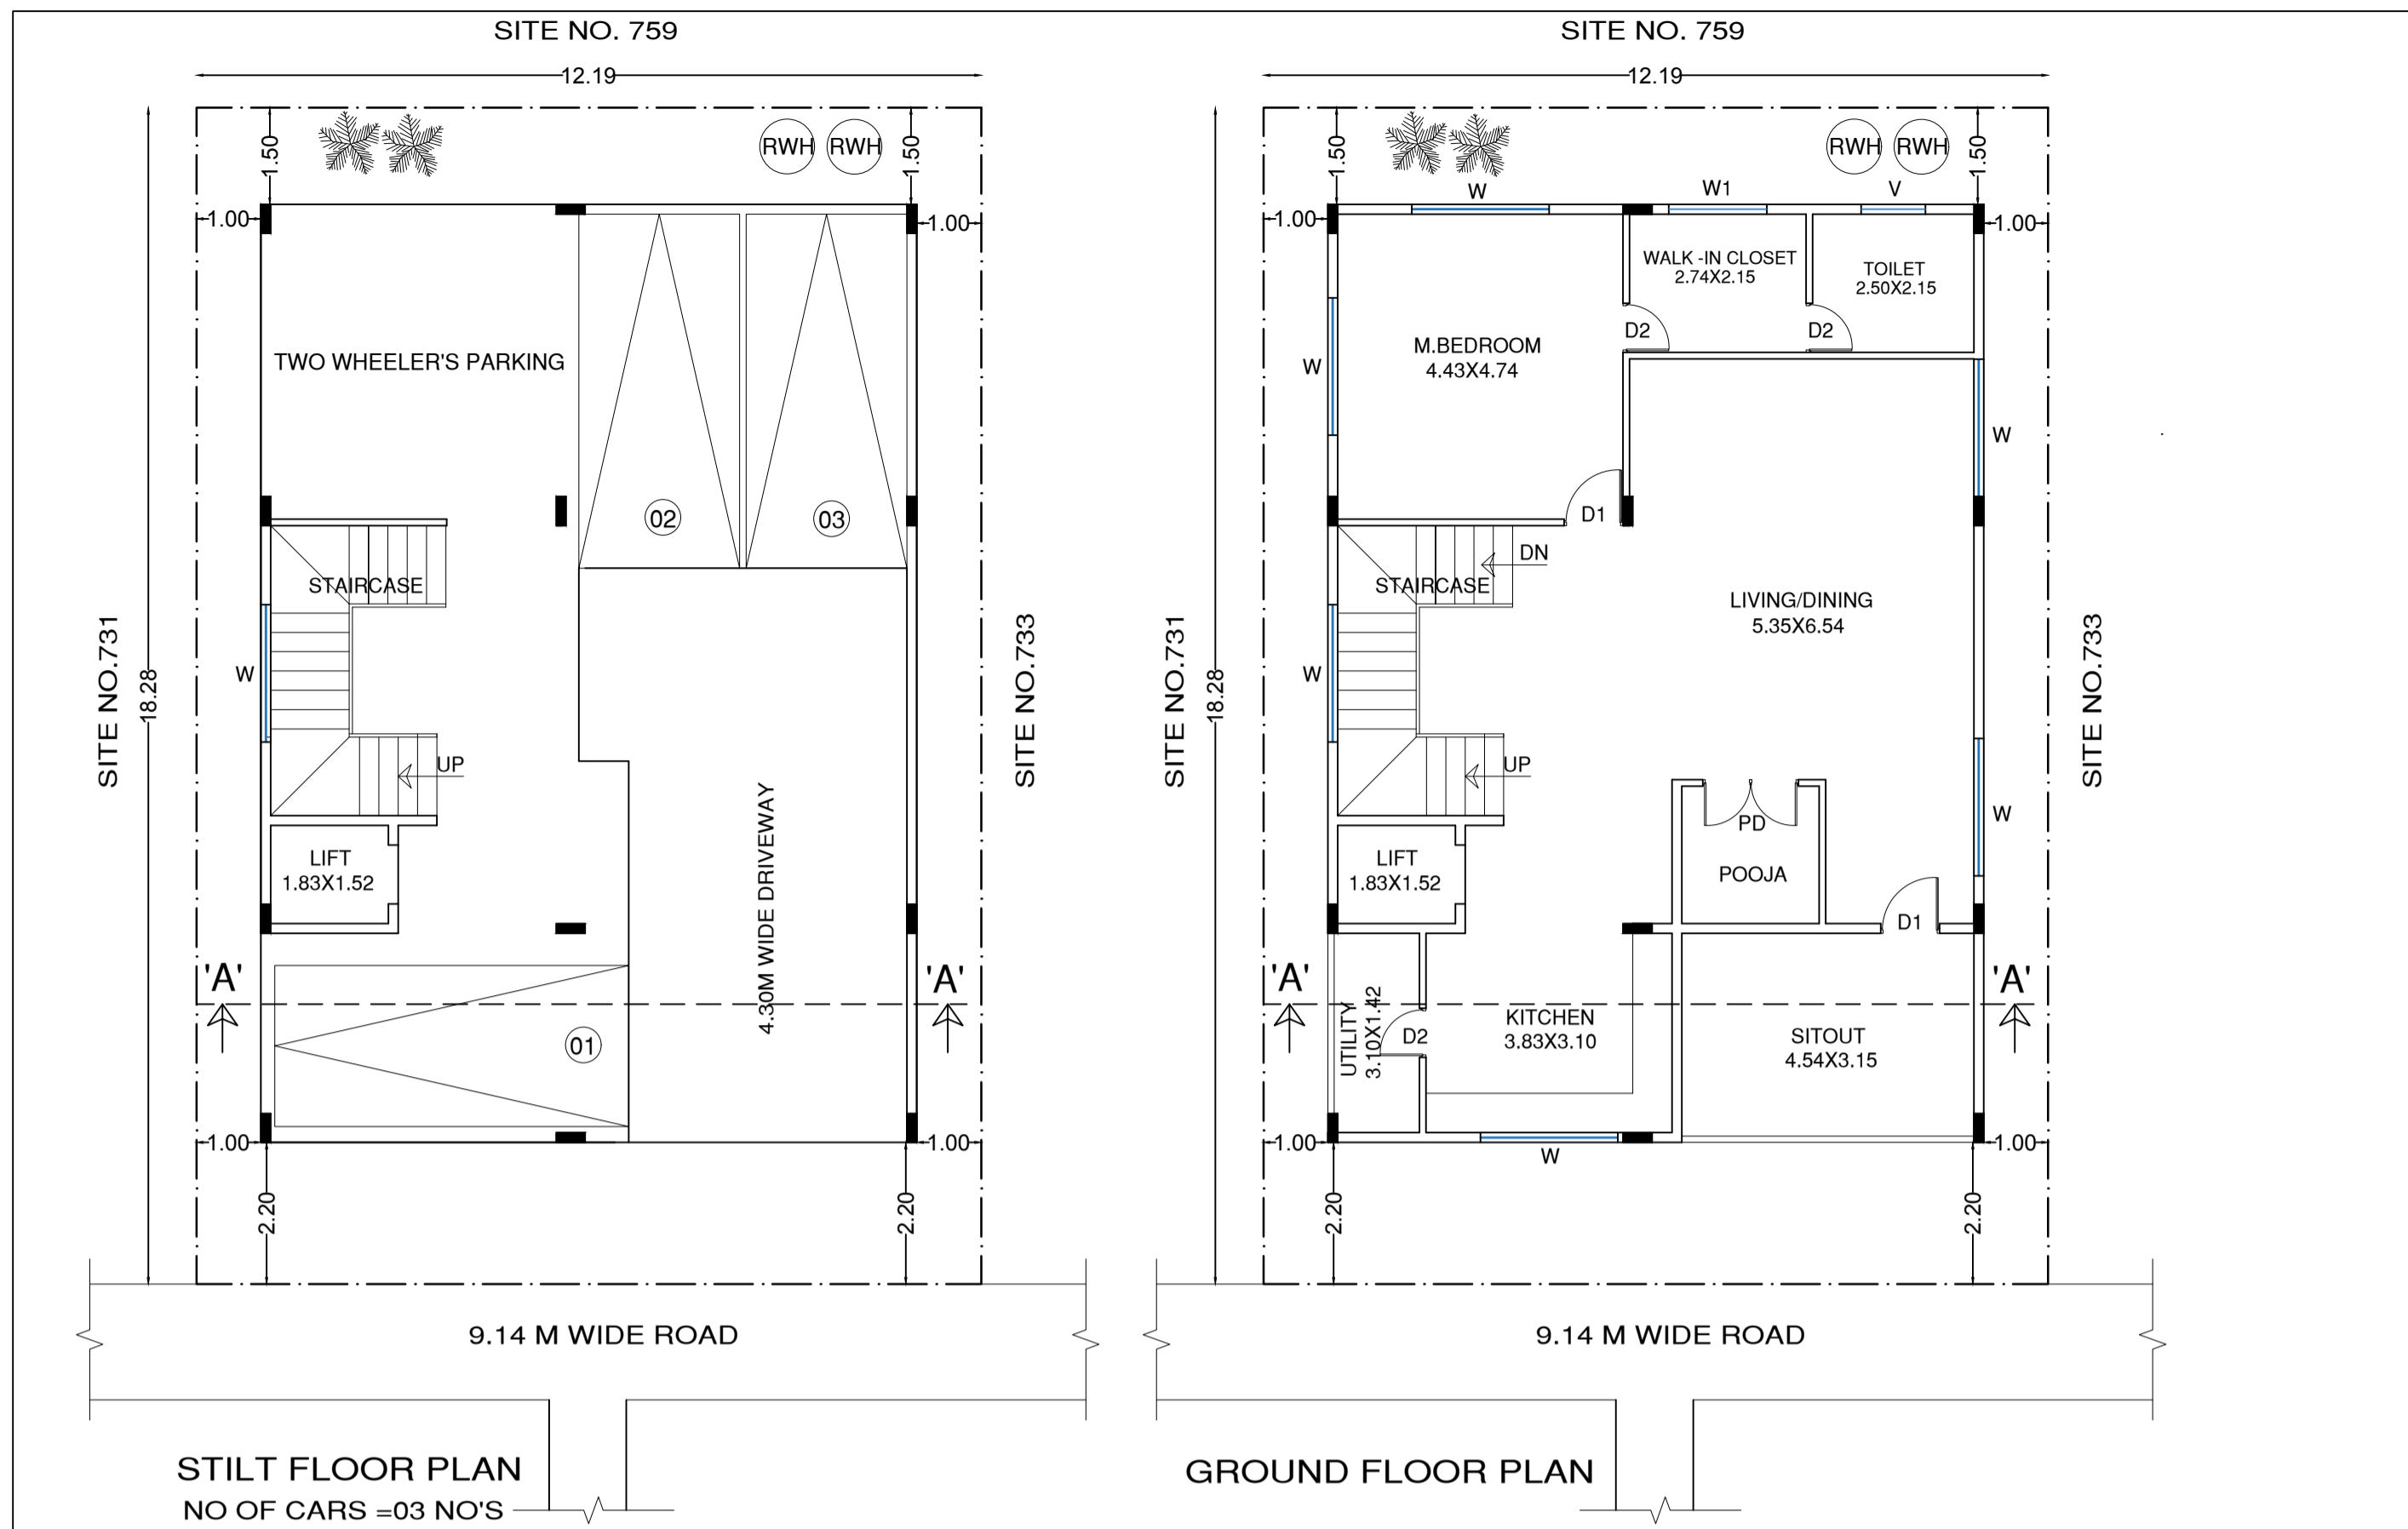 SITE NO. 759
12.19
1.50
RWH
RWH
1.50
1.00
1.00
TWO WHEELER'S PARKING
02
03
STAIRCASE
SITE NO.731
18.28
W
UP
SITE NO.733
LIFT
1.83X1.52
4.30M WIDE DRIVEWAY
'A'
'A'
01
1.00
1.00
2.20
2.20
9.14 M WIDE ROAD
STILT FLOOR PLAN
NO OF CARS =03 NO'S
SITE NO. 759
12.19
1.50
RWH
RWH
1.50
W
W1
V
1.00
1.00
WALK -IN CLOSET
2.74X2.15
TOILET
2.50X2.15
D2
D2
M.BEDROOM
4.43X4.74
W
W
D1
DN
STAIRCASE
LIVING/DINING
5.35X6.54
SITE NO.731
18.28
W
UP
SITE NO.733
PD
W
LIFT
1.83X1.52
POOJA
D1
'A'
'A'
UTILITY
3.10X1.42
D2
KITCHEN
3.83X3.10
SITOUT
4.54X3.15
1.00
W
1.00
2.20
2.20
9.14 M WIDE ROAD
GROUND FLOOR PLAN